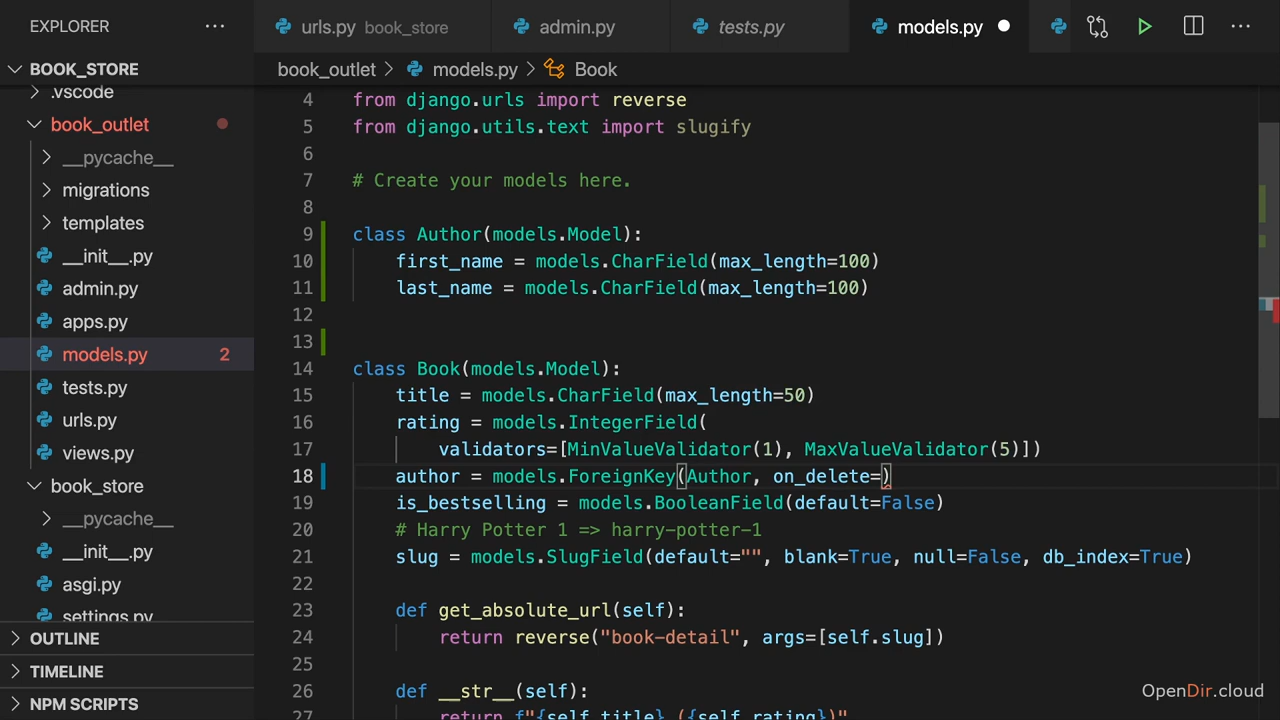 EXPLORER
BOOK_STORE
.vscode
book_outlet
__pycache__
migrations
templates
__init__.py
admin.py
apps.py
models.py 2
tests.py
urls.py
views.py
book_store
__pycache__
__init__.py
asgi.py
settings.py
OUTLINE
TIMELINE
NPM SCRIPTS
urls.py book_store
admin.py
tests.py
models.py
book_outlet > models.py > Book
4 from django.urls import reverse
5 from django.utils.text import slugify
6
7 # Create your models here.
8
9 class Author(models.Model):
10 first_name = models.CharField(max_length=100)
11 last_name = models.CharField(max_length=100)
12
13
14 class Book(models.Model):
15 title = models.CharField(max_length=50)
16 rating = models.IntegerField(
17 validators=[MinValueValidator(1), MaxValueValidator(5)])
18 author = models.ForeignKey(Author, on_delete=)
19 is_bestselling = models.BooleanField(default=False)
20 # Harry Potter 1 => harry-potter-1
21 slug = models.SlugField(default="", blank=True, null=False, db_index=True)
22
23 def get_absolute_url(self):
24 return reverse("book-detail", args=[self.slug])
25
26 def __str__(self):
27 return f"{self.title} ({self.rating})"
OpenDir.cloud